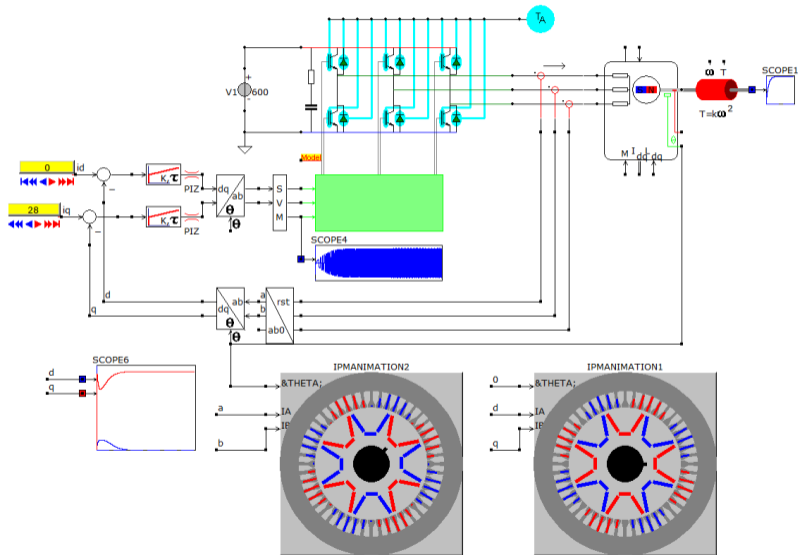 TA
V1 600
ω T
SCOPE1
T=kω²
M I L
dq dq
Model
0 id
K, τ
PIZ
dq
ab
θ
θ
S
V
M
28 iq
K, τ
PIZ
SCOPE4
d
q
ab
dq
θ
θ
a
b
rst
ab0
SCOPE6
d
q
IPMANIMATION2
&THETA;
a IA
IB
b
IPMANIMATION1
0 &THETA;
d IA
IB
q